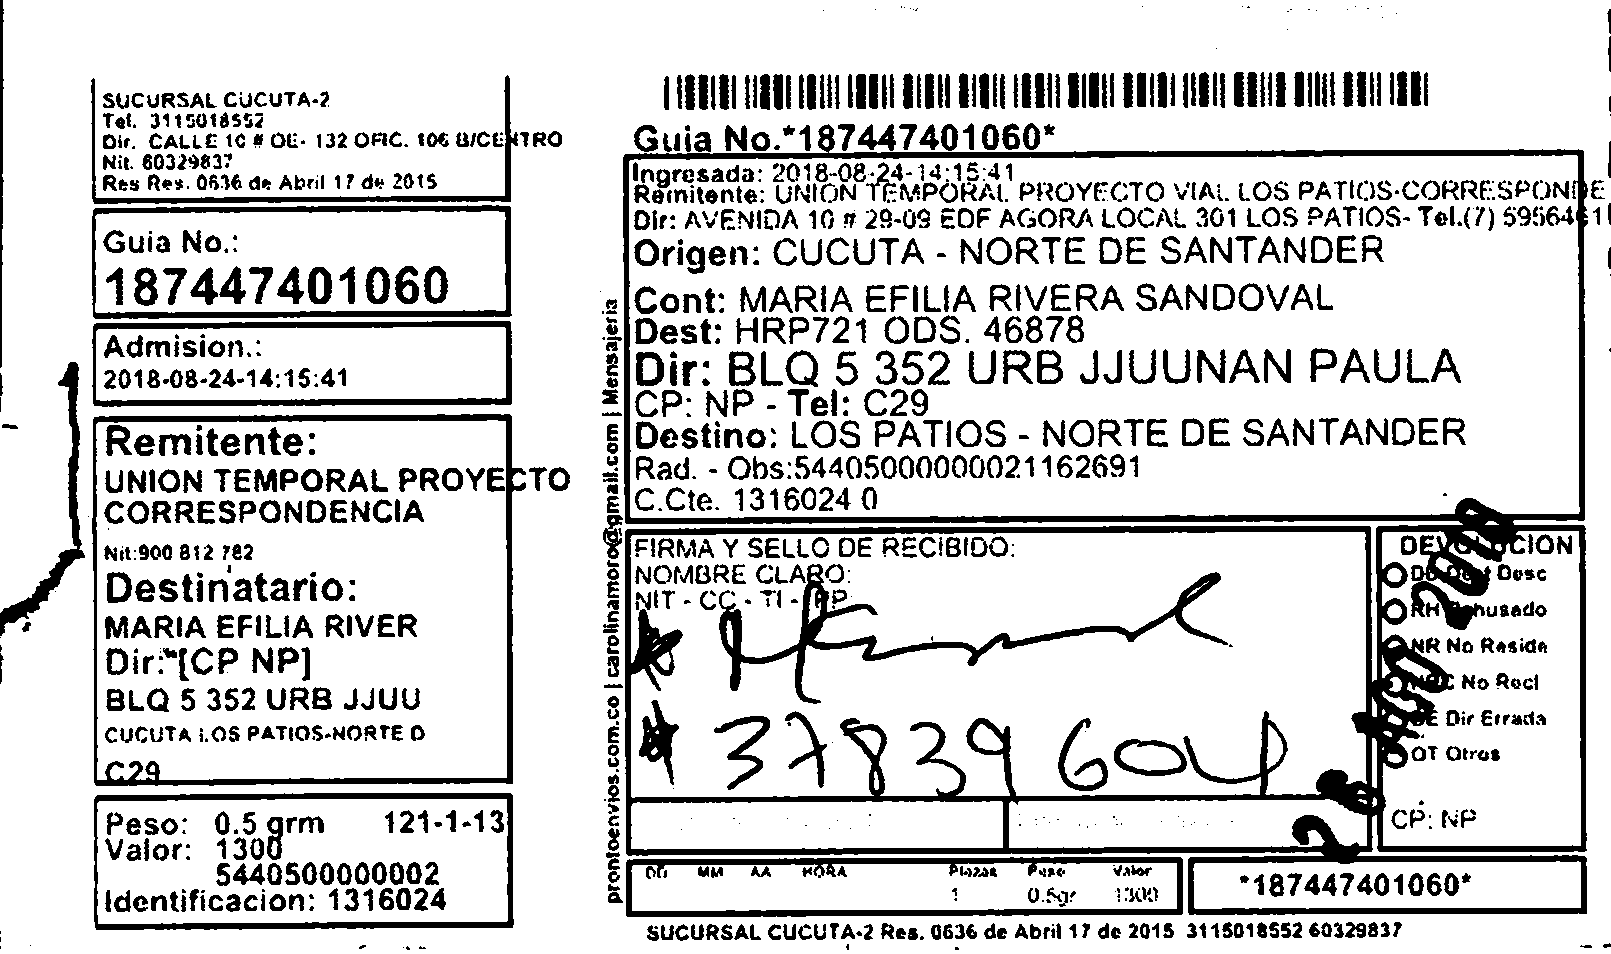 SUCURSAL CUCUTA-2
Tel. 3115018552
Dir. CALLE 10 # OE- 132 OFIC. 106 B/CENTRO
Nit. 60329837
Res Res. 0636 de Abril 17 de 2015
Guia No.:
187447401060
Admision.:
2018-08-24-14:15:41
Remitente:
UNION TEMPORAL PROYECTO
CORRESPONDENCIA
Nit:900 812 782
Destinatario:
MARIA EFILIA RIVER
Dir: [CP NP]
BLQ 5 352 URB JJUU
CUCUTA LOS PATIOS-NORTE D
C29
Peso: 0.5 grm 121-1-13
Valor: 1300
5440500000002
Identificacion: 1316024
prontoenvios.com.co | carolinamoro@gmail.com | Mensajeria
Guia No.*187447401060*
Ingresada: 2018-08-24-14:15:41
Remitente: UNION TEMPORAL PROYECTO VIAL LOS PATIOS-CORRESPONDE
Dir: AVENIDA 10 # 29-09 EDF AGORA LOCAL 301 LOS PATIOS- Tel.(7)
Origen: CUCUTA - NORTE DE SANTANDER
Cont: MARIA EFILIA RIVERA SANDOVAL
Dest: HRP721 ODS. 46878
Dir: BLQ 5 352 URB JJUUNAN PAULA
CP: NP - Tel: C29
Destino: LOS PATIOS - NORTE DE SANTANDER
Rad. - Obs:544050000000021162691
C.Cte. 1316024 0
FIRMA Y SELLO DE RECIBIDO:
NOMBRE CLARO:
NIT - CC - TI - PP
37839604
DEVOLUCION
Desc
RH Rehusado
NR No Reside
No Recl
DE Dir Errada
OT Otros
CP: NP
2018
DD MM AA HORA Piezas Peso Valor
1 0.5gr 1300
*187447401060*
SUCURSAL CUCUTA-2 Res. 0636 de Abril 17 de 2015 3115018552 60329837